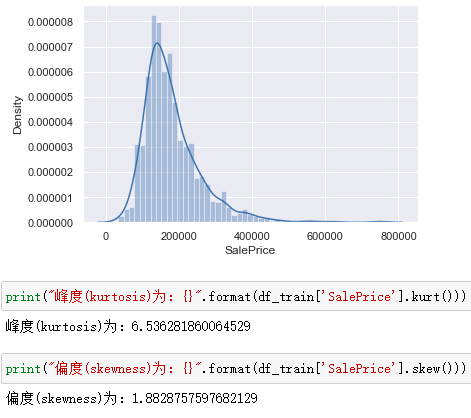 0.000008
0.000007
0.000006
0.000005
0.000004
0.000003
0.000002
0.000001
0.000000
Density
0 200000 400000 600000 800000
SalePrice
print("峰度(kurtosis)为: {}".format(df_train['SalePrice'].kurt()))
峰度(kurtosis)为: 6.536281860064529
print("偏度(skewness)为: {}".format(df_train['SalePrice'].skew()))
偏度(skewness)为: 1.8828757597682129